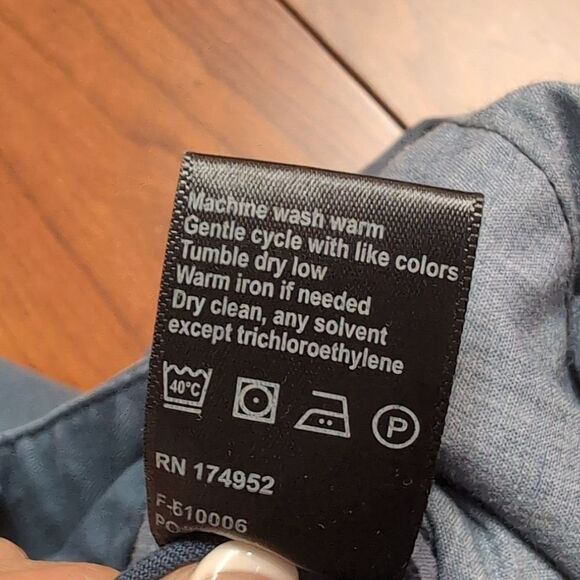 Machine wash warm
Gentle cycle with like colors
Tumble dry low
Warm iron if needed
Dry clean, any solvent
except trichloroethylene
40°C
P
RN 174952
F-610006